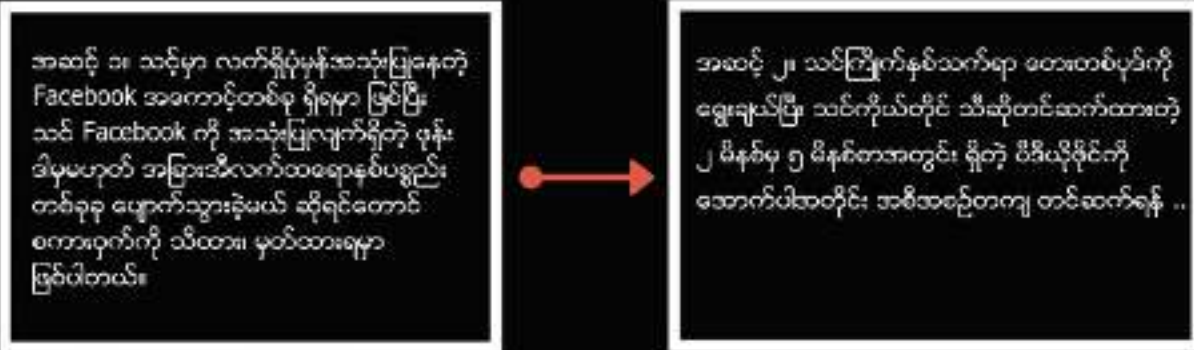 အဆင့် ၁။ သင့်မှာ လက်ရှိပုံမှန်အသုံးပြုနေတဲ့
Facebook အကောင့်တစ်ခု ရှိရမှာ ဖြစ်ပြီး
သင် Facebook ကို အသုံးပြုလျက်ရှိတဲ့ ဖုန်း
ဒါမှမဟုတ် အခြားအီလက်ထရောနစ်ပစ္စည်း
တစ်ခုခု ပျောက်သွားခဲ့မယ် ဆိုရင်တောင်
စကားဝှက်ကို သိထား၊ မှတ်ထားရမှာ
ဖြစ်ပါတယ်။
အဆင့် ၂။ သင်ကြိုက်နှစ်သက်ရာ တေးတစ်ပုဒ်ကို
ရွေးချယ်ပြီး သင်ကိုယ်တိုင် သီဆိုတင်ဆက်ထားတဲ့
၂ မိနစ်မှ ၅ မိနစ်စာအတွင်း ရှိတဲ့ ဗီဒီယိုဖိုင်ကို
အောက်ပါအတိုင်း အစီအစဉ်တကျ တင်ဆက်ရန် ..